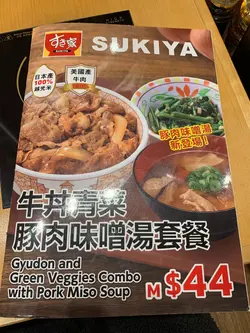 すき家
SUKIYA
SUKIYA
日本產
100%
越光米
美國產
牛肉
豚肉味噌湯
新登場!
牛丼青菜
豚肉味噌湯套餐
Gyudon and
Green Veggies Combo
with Pork Miso Soup
M $44